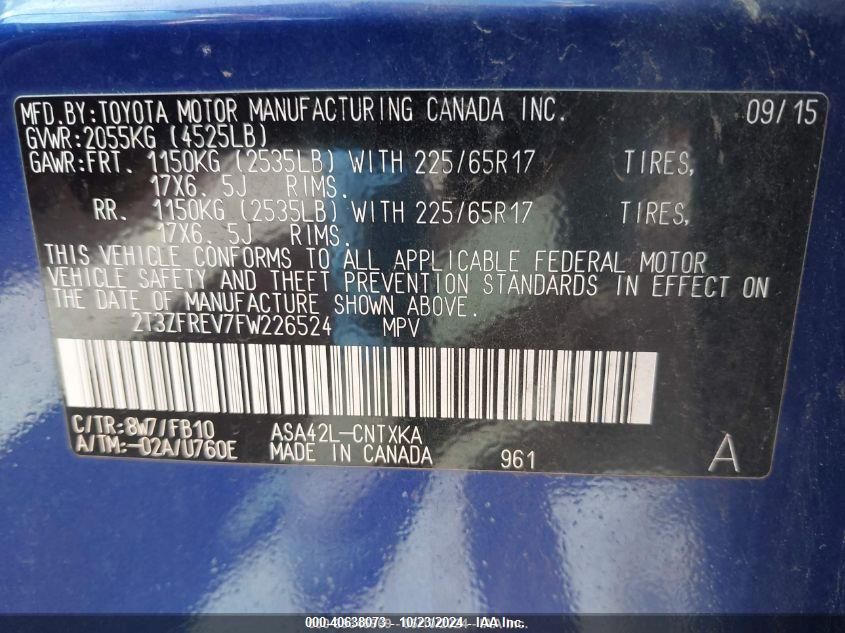 MFD.BY:TOYOTA MOTOR MANUFACTURING CANADA INC. 09/15
GVWR:2055KG (4525LB)
GAWR:FRT. 1150KG (2535LB) WITH 225/65R17 TIRES,
17X6. 5J RIMS.
RR. 1150KG (2535LB) WITH 225/65R17 TIRES,
17X6. 5J RIMS.
THIS VEHICLE CONFORMS TO ALL APPLICABLE FEDERAL MOTOR
VEHICLE SAFETY AND THEFT PREVENTION STANDARDS IN EFFECT ON
THE DATE OF MANUFACTURE SHOWN ABOVE.
2T3ZFREV7FW226524 MPV
C/TR:8W7/FB10 ASA42L-CNTXKA
A/TM:-02A/U760E MADE IN CANADA 961 A
000-40638073 - 10/23/2024 - IAA Inc.